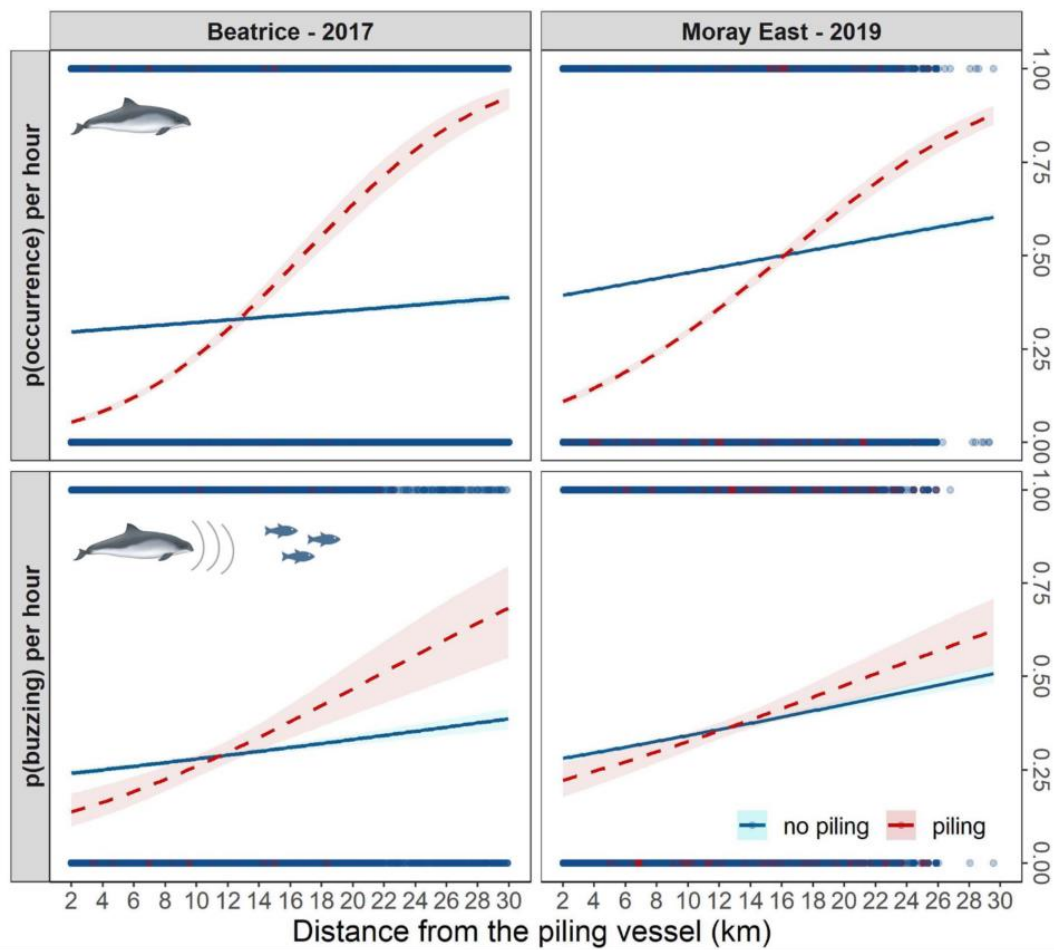 Beatrice - 2017
Moray East - 2019
p(occurrence) per hour
1.00
0.75
0.50
0.25
0.00
p(buzzing) per hour
1.00
0.75
0.50
0.25
0.00
no piling piling
2 4 6 8 10 12 14 16 18 20 22 24 26 28 30
2 4 6 8 10 12 14 16 18 20 22 24 26 28 30
Distance from the piling vessel (km)